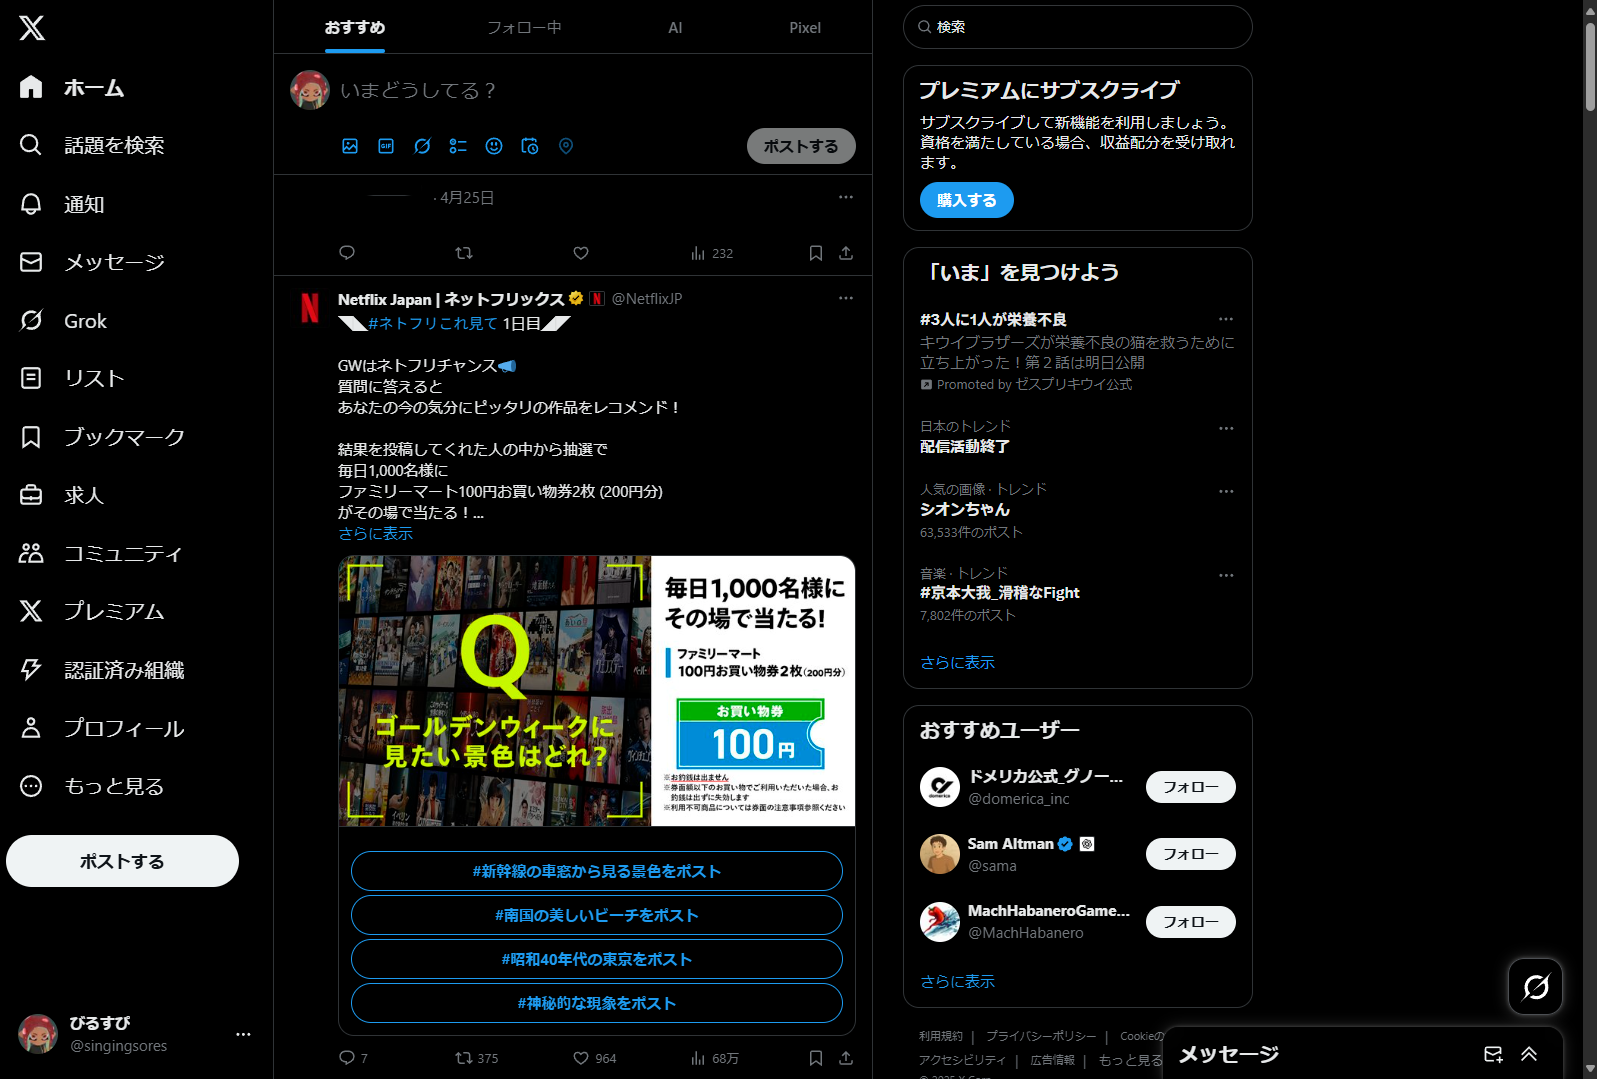 ホーム
話題を検索
通知
メッセージ
Grok
リスト
ブックマーク
求人
コミュニティ
プレミアム
認証済み組織
プロフィール
もっと見る
ポストする
びるすぴ
@singingsores
おすすめ
フォロー中
AI
Pixel
いまどうしてる？
GIF
ポストする
· 4月25日
232
Netflix Japan | ネットフリックス N @NetflixJP
#ネトフリこれ見て 1日目
GWはネトフリチャンス
質問に答えると
あなたの今の気分にピッタリの作品をレコメンド！
結果を投稿してくれた人の中から抽選で
毎日1,000名様に
ファミリーマート100円お買い物券2枚 (200円分)
がその場で当たる！...
さらに表示
Q
ゴールデンウィークに
見たい景色はどれ？
毎日1,000名様に
その場で当たる！
ファミリーマート
100円お買い物券2枚(200円分)
お買い物券
100円
※お釣銭は出ません
※券面額以下のお買い物でご利用いただいた場合、お
釣銭は出ずに失効します
※利用不可商品については券面の注意事項参照ください
#新幹線の車窓から見る景色をポスト
#南国の美しいビーチをポスト
#昭和40年代の東京をポスト
#神秘的な現象をポスト
7
375
964
68万
検索
プレミアムにサブスクライブ
サブスクライブして新機能を利用しましょう。
資格を満たしている場合、収益配分を受け取れ
ます。
購入する
「いま」を見つけよう
#3人に1人が栄養不良
キウイブラザーズが栄養不良の猫を救うために
立ち上がった！第２話は明日公開
Promoted by ゼスプリキウイ公式
日本のトレンド
配信活動終了
人気の画像 · トレンド
シオンちゃん
63,533件のポスト
音楽 · トレンド
#京本大我_滑稽なFight
7,802件のポスト
さらに表示
おすすめユーザー
ドメリカ公式_グノー...
@domerica_inc
フォロー
domerica
Sam Altman
@sama
フォロー
MachHabaneroGame...
@MachHabanero
フォロー
さらに表示
利用規約 | プライバシーポリシー | Cookieの
アクセシビリティ | 広告情報 | もっと見る
メッセージ